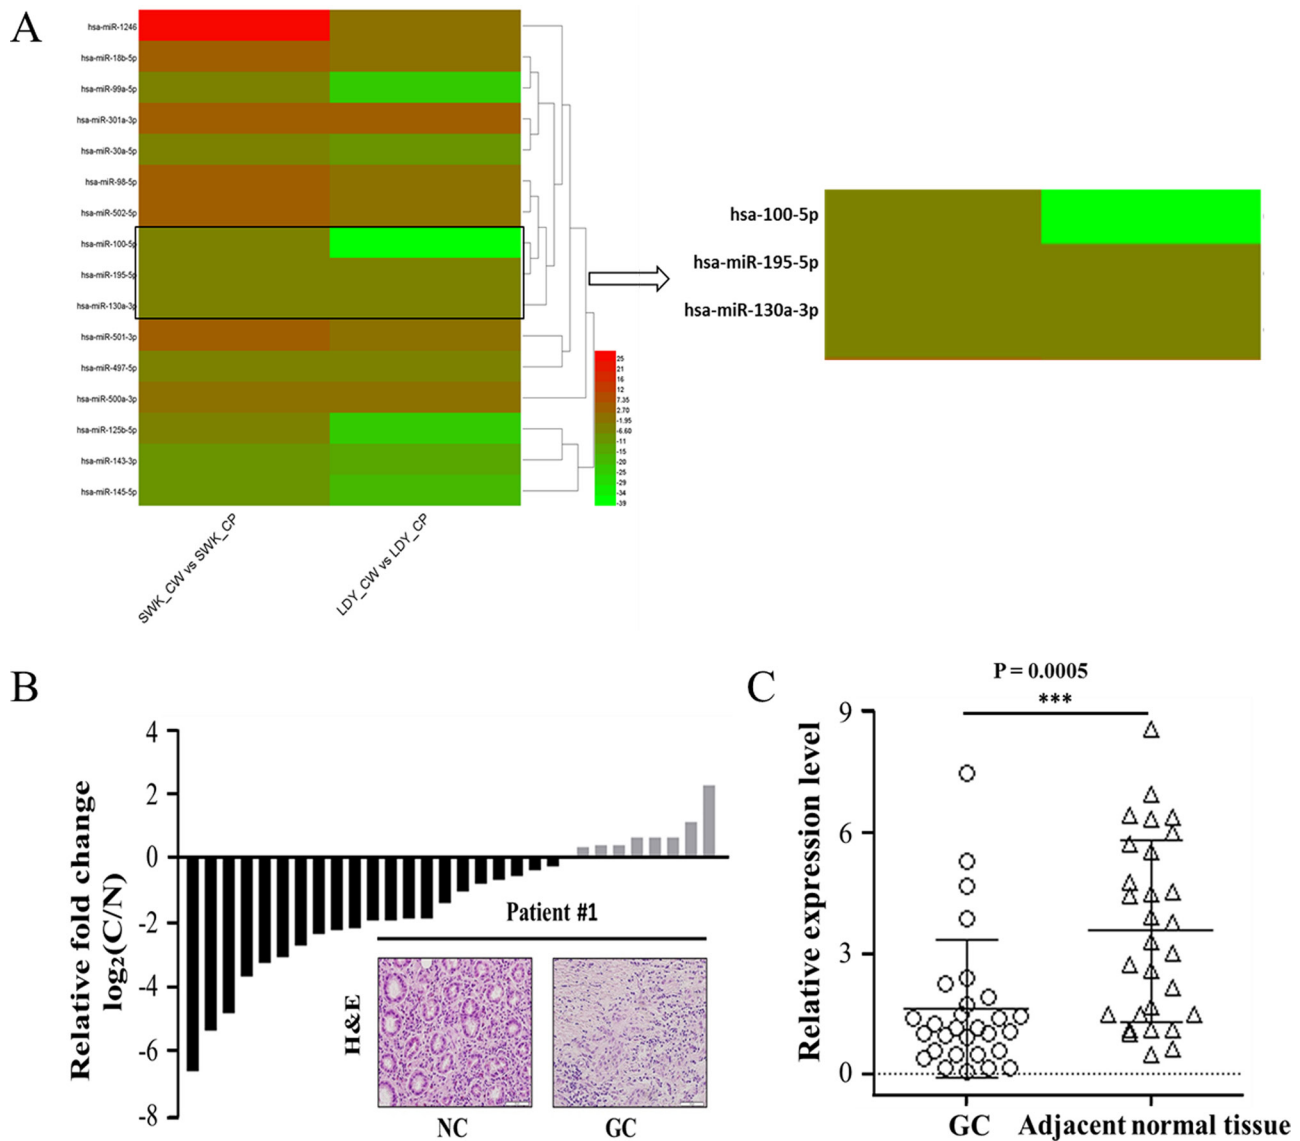 A
hsa-miR-1246
hsa-miR-18b-5p
hsa-miR-99a-5p
hsa-miR-301a-3p
hsa-miR-30a-5p
hsa-miR-98-5p
hsa-miR-502-5p
hsa-miR-100-5p
hsa-miR-195-5p
hsa-miR-130a-3p
hsa-miR-501-3p
hsa-miR-497-5p
hsa-miR-500a-3p
hsa-miR-125b-5p
hsa-miR-143-3p
hsa-miR-145-5p
SWK_CW vs SWK_CP
LDY_CW vs LDY_CP
25
21
16
12
7.35
2.70
-1.95
-6.60
-11
-15
-20
-25
-29
-34
-39
hsa-100-5p
hsa-miR-195-5p
hsa-miR-130a-3p
B
Relative fold change
log₂(C/N)
4
2
0
-2
-4
-6
-8
Patient #1
H&E
NC
GC
C
P = 0.0005
***
Relative expression level
9
6
3
0
GC
Adjacent normal tissue